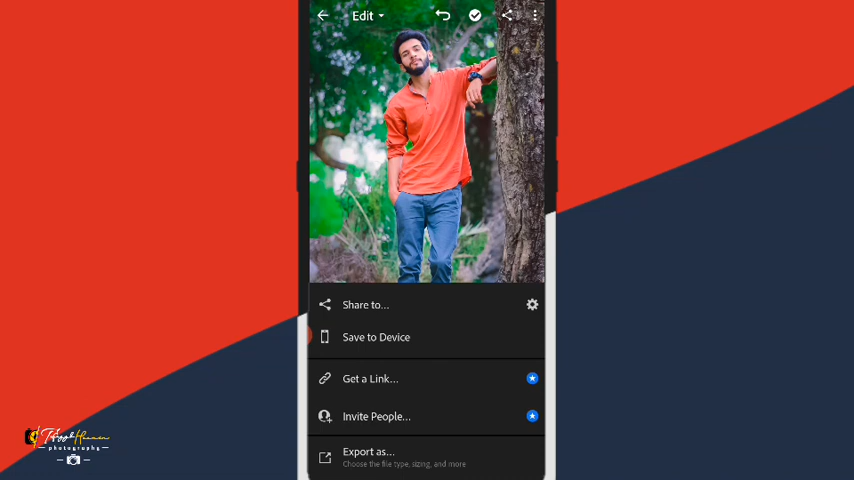 Edit
Share to...
Save to Device
Get a Link...
Invite People...
Export as...
Choose the file type, sizing, and more
photography